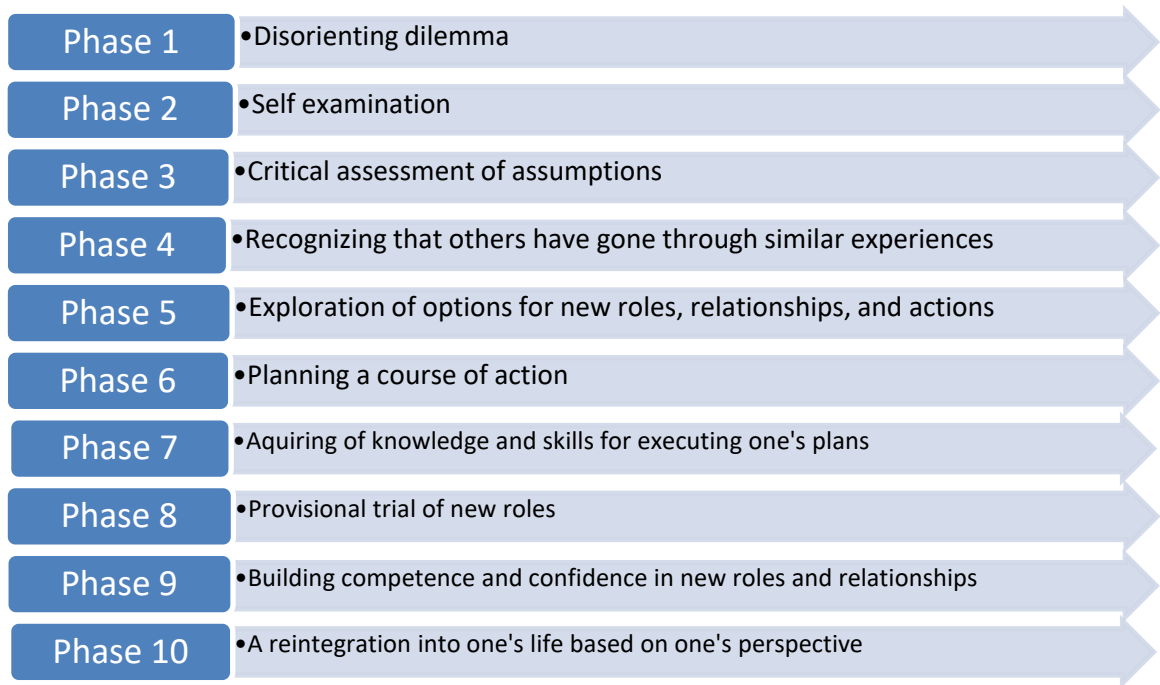 Phase 1
•Disorienting dilemma
Phase 2
•Self examination
Phase 3
•Critical assessment of assumptions
Phase 4
•Recognizing that others have gone through similar experiences
Phase 5
•Exploration of options for new roles, relationships, and actions
Phase 6
•Planning a course of action
Phase 7
•Aquiring of knowledge and skills for executing one's plans
Phase 8
•Provisional trial of new roles
Phase 9
•Building competence and confidence in new roles and relationships
Phase 10
•A reintegration into one's life based on one's perspective